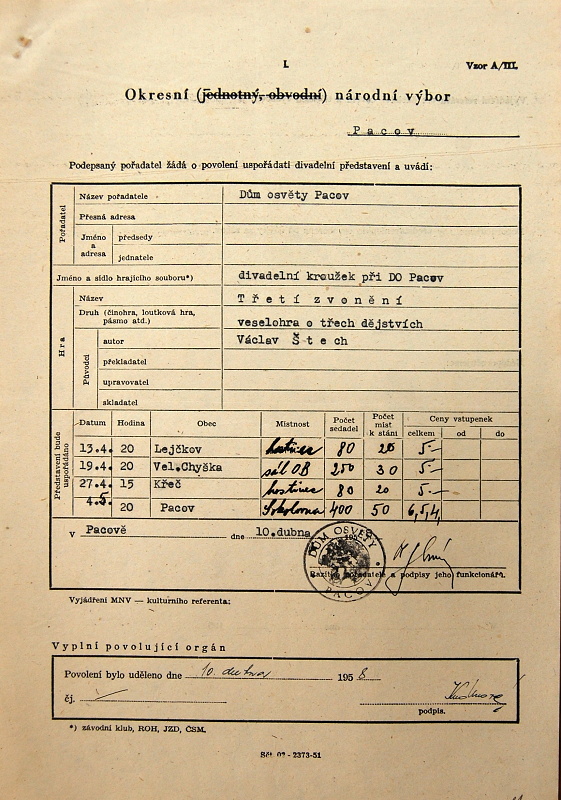 I.
Vzor A/III.
Okresní (jednotný, obvodní) národní výbor
Pacov
Podepsaný pořadatel žádá o povolení uspořádati divadelní představení a uvádí:
Pořadatel
Název pořadatele Dům osvěty Pacov
Přesná adresa
Jméno a adresa
předsedy
jednatele
Jméno a sídlo hrajícího souboru*) divadelní kroužek při DO Pacov
Hra
Název Třetí zvonění
Druh (činohra, loutková hra, pásmo atd.) veselohra o třech dějstvích
Původci
autor Václav Štech
překladatel
upravovatel
skladatel
Představení bude uspořádáno
Datum Hodina Obec Místnost Počet sedadel Počet míst k stání Ceny vstupenek
celkem od do
13.4. 20 Lejčkov hostinec 80 20 5.-
19.4. 20 Vel.Chyška sál OB 250 30 5.-
27.4. 15 Křeč hostinec 80 20 5.-
4.5. 20 Pacov Sokolovna 400 50 6,5,4,
v Pacově dne 10.dubna 1958
DŮM OSVĚTY
PACOV
Razítko pořadatele a podpisy jeho funkcionářů.
Vyjádření MNV — kulturního referenta:
Vyplní povolující orgán
Povolení bylo uděleno dne 10. dubna 1958
čj.
podpis.
*) závodní klub, ROH, JZD, ČSM.
Sčt. 02 - 2373-51